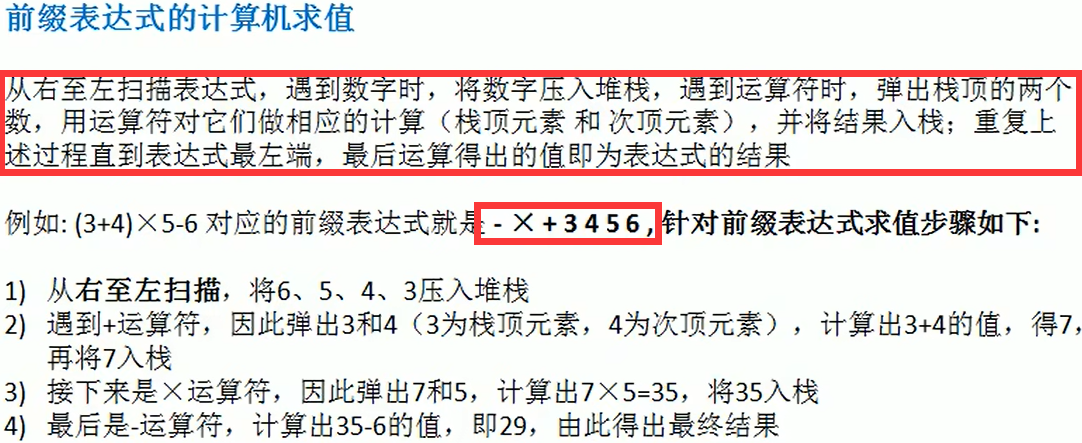 前缀表达式的计算机求值
从右至左扫描表达式，遇到数字时，将数字压入堆栈，遇到运算符时，弹出栈顶的两个
数，用运算符对它们做相应的计算（栈顶元素 和 次顶元素），并将结果入栈；重复上
述过程直到表达式最左端，最后运算得出的值即为表达式的结果
例如: (3+4)×5-6 对应的前缀表达式就是 - × + 3 4 5 6 , 针对前缀表达式求值步骤如下:
1) 从右至左扫描，将6、5、4、3压入堆栈
2) 遇到+运算符，因此弹出3和4（3为栈顶元素，4为次顶元素），计算出3+4的值，得7，
再将7入栈
3) 接下来是×运算符，因此弹出7和5，计算出7×5=35，将35入栈
4) 最后是-运算符，计算出35-6的值，即29，由此得出最终结果